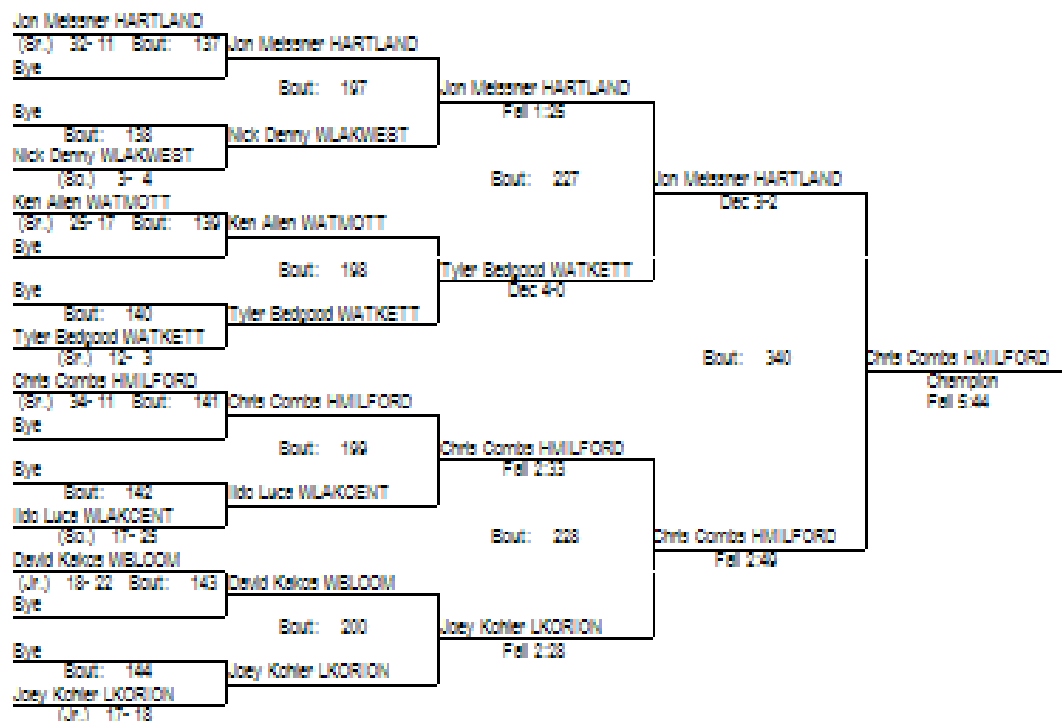 Jon Meissner HARTLAND
(Sr.) 32- 11 Bout: 137
Bye
Jon Meissner HARTLAND
Bout: 197
Bye
Bout: 138
Nick Denny WLAKWEST
(So.) 3- 4
Nick Denny WLAKWEST
Jon Meissner HARTLAND
Fall 1:25
Bout: 227
Ken Allen WATMOTT
(Sr.) 25- 17 Bout: 139
Bye
Ken Allen WATMOTT
Bout: 198
Bye
Bout: 140
Tyler Bedgood WATKETT
(Sr.) 12- 3
Tyler Bedgood WATKETT
Tyler Bedgood WATKETT
Dec 4-0
Jon Meissner HARTLAND
Dec 3-2
Bout: 340
Chris Combs HMILFORD
(Sr.) 34- 11 Bout: 141
Bye
Chris Combs HMILFORD
Bout: 199
Bye
Bout: 142
Ildo Luca WLAKCENT
(So.) 17- 25
Ildo Luca WLAKCENT
Chris Combs HMILFORD
Fall 2:33
Bout: 228
David Kakos WBLOOM
(Jr.) 18- 22 Bout: 143
Bye
David Kakos WBLOOM
Bout: 200
Bye
Bout: 144
Joey Kohler LKORION
(Jr.) 17- 18
Joey Kohler LKORION
Joey Kohler LKORION
Fall 2:28
Chris Combs HMILFORD
Fall 2:49
Chris Combs HMILFORD
Champion
Fall 5:44